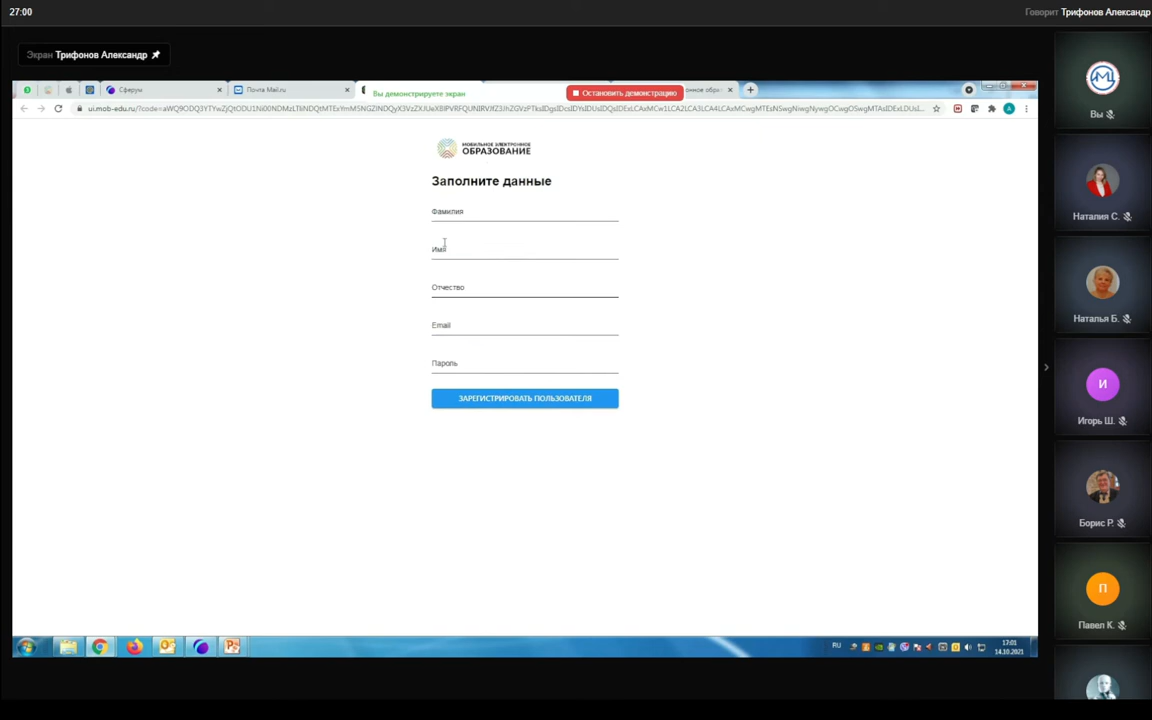 27:00
Говорит Трифонов Александр
Экран Трифонов Александр
Сферум
Почта Mail.ru
Вы демонстрируете экран
Остановить демонстрацию
МОБИЛЬНОЕ ЭЛЕКТРОННОЕ
ОБРАЗОВАНИЕ
Заполните данные
Фамилия
Имя
Отчество
Email
Пароль
ЗАРЕГИСТРИРОВАТЬ ПОЛЬЗОВАТЕЛЯ
Вы
Наталия С.
Наталья Б.
И
Игорь Ш.
Борис Р.
П
Павел К.
RU
17:01
14.10.2021